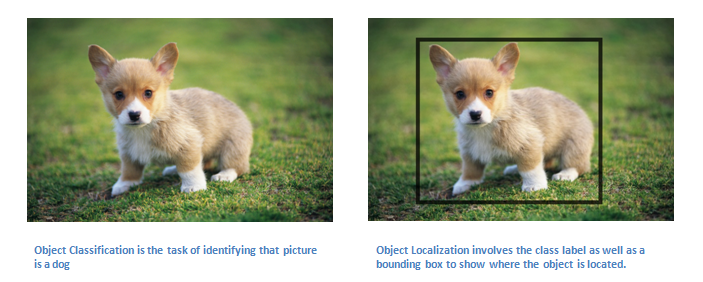 Object Classification is the task of identifying that picture
is a dog
Object Localization involves the class label as well as a
bounding box to show where the object is located.